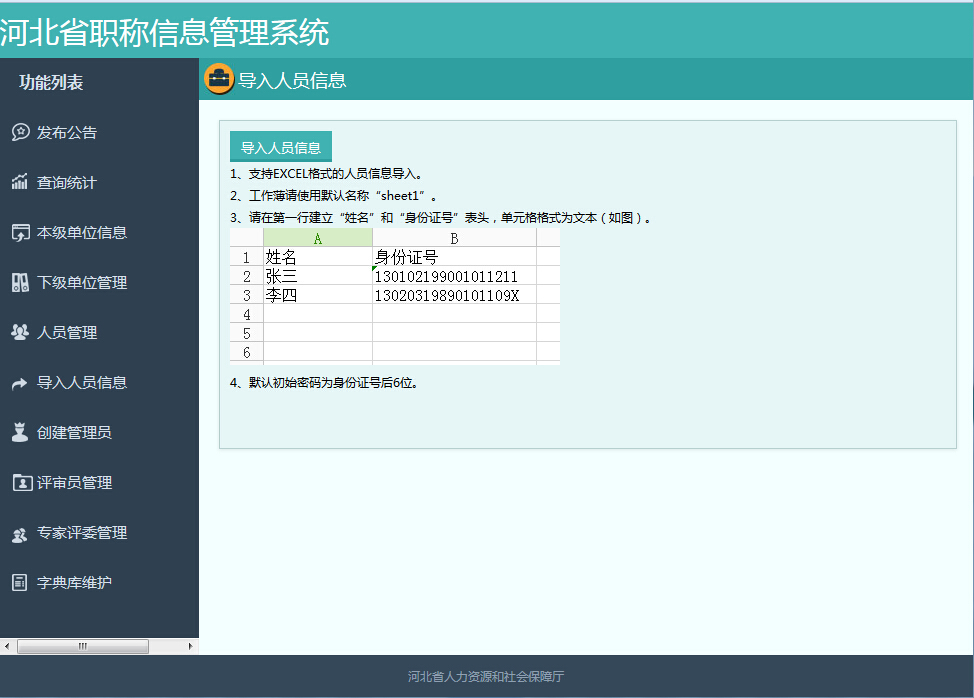 河北省职称信息管理系统
功能列表
发布公告
查询统计
本级单位信息
下级单位管理
人员管理
导入人员信息
创建管理员
评审员管理
专家评委管理
字典库维护
导入人员信息
导入人员信息
1、支持EXCEL格式的人员信息导入。
2、工作薄请使用默认名称“sheet1”。
3、请在第一行建立“姓名”和“身份证号”表头，单元格格式为文本（如图）。
A B
1 姓名 身份证号
2 张三 130102199001011211
3 李四 13020319890101109X
4
5
6
4、默认初始密码为身份证号后6位。
河北省人力资源和社会保障厅